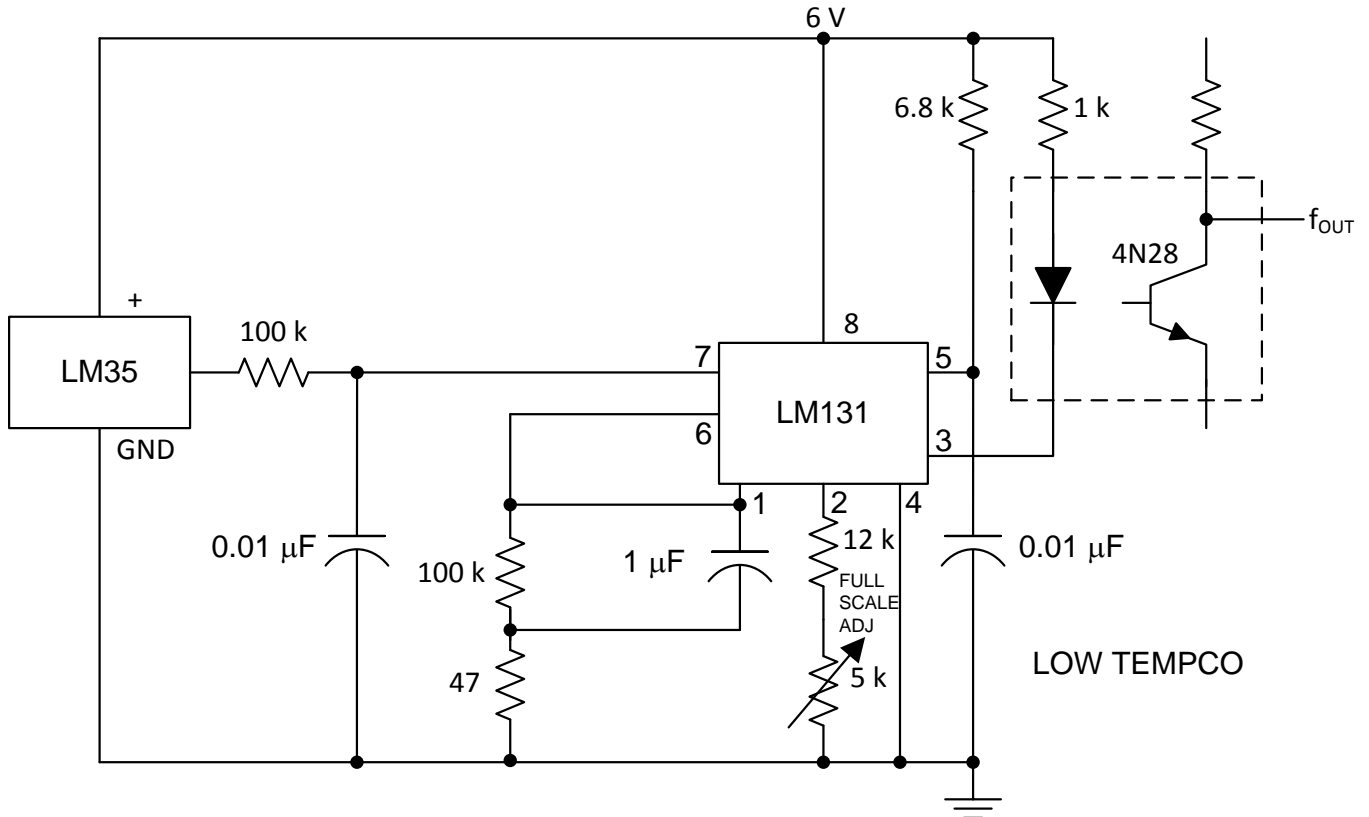 6 V
6.8 k
1 k
f_OUT
4N28
+
LM35
GND
100 k
7
8
5
LM131
6
3
1
2
4
0.01 μF
100 k
1 μF
12 k
0.01 μF
FULL
SCALE
ADJ
47
5 k
LOW TEMPCO